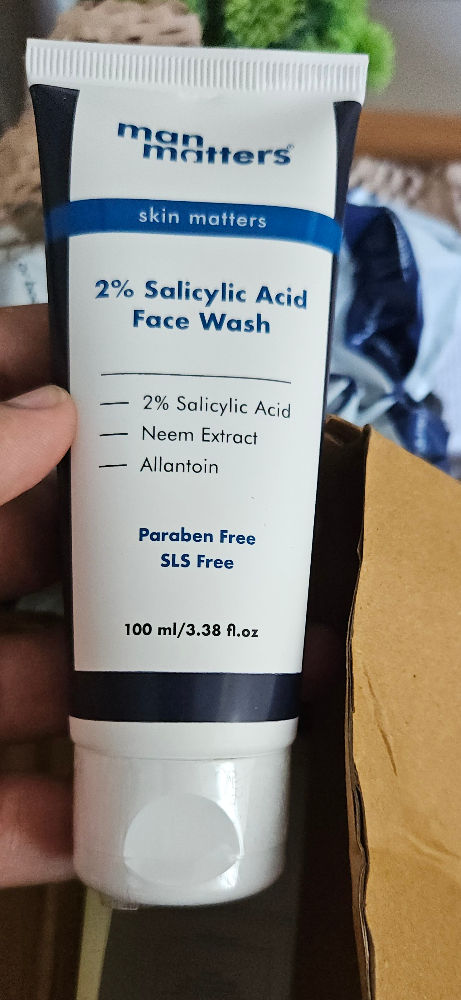 man
matters®
skin matters
2% Salicylic Acid
Face Wash
— 2% Salicylic Acid
— Neem Extract
— Allantoin
Paraben Free
SLS Free
100 ml/3.38 fl.oz